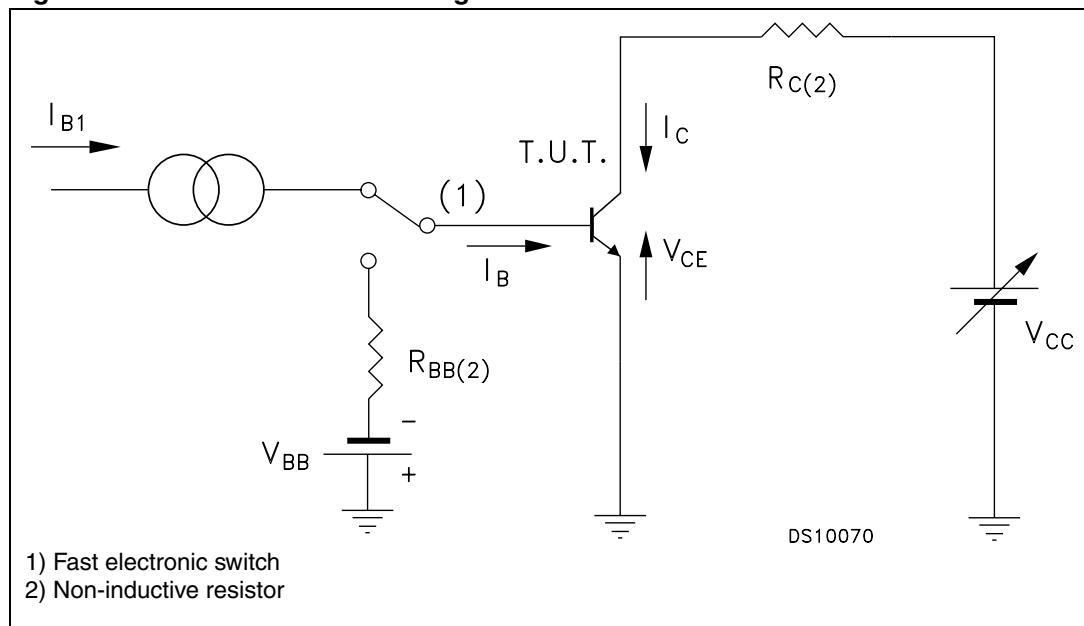 I_B1
R_C(2)
T.U.T.
I_C
(1)
V_CE
I_B
V_CC
R_BB(2)
−
V_BB
+
DS10070
1) Fast electronic switch
2) Non-inductive resistor